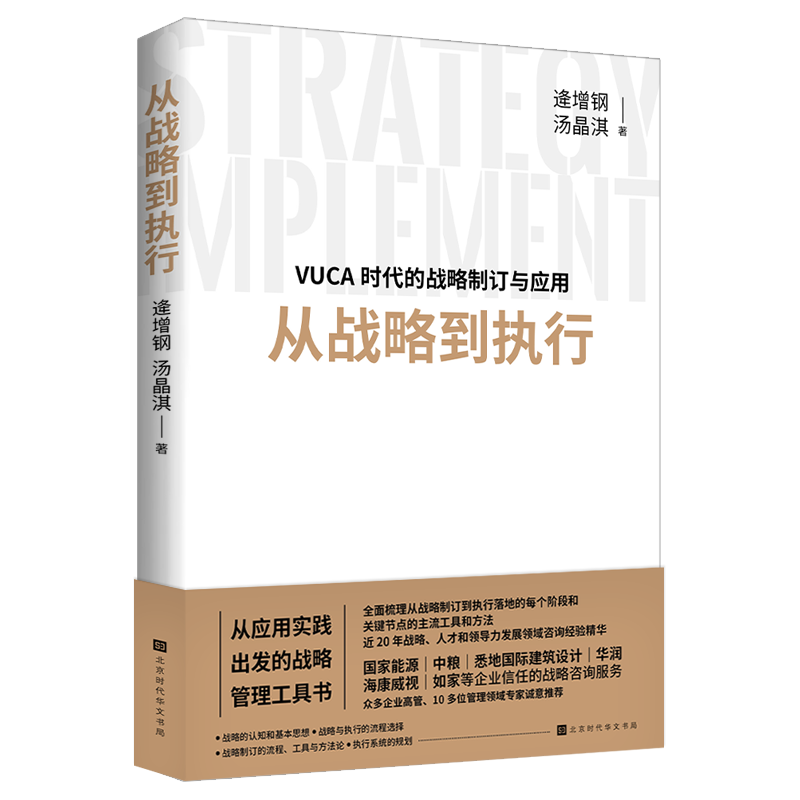 STRATEGY
IMPLEMENT
逄增钢
汤晶淇
著
VUCA 时代的战略制订与应用
从战略到执行
从应用实践
出发的战略
管理工具书
全面梳理从战略制订到执行落地的每个阶段和
关键节点的主流工具和方法
近 20 年战略、人才和领导力发展领域咨询经验精华
国家能源｜中粮｜悉地国际建筑设计｜华润
海康威视｜如家等企业信任的战略咨询服务
众多企业高管、10 多位管理领域专家诚意推荐
• 战略的认知和基本思想 • 战略与执行的流程选择
• 战略制订的流程、工具与方法论 • 执行系统的规划
北京时代华文书局
从战略到执行
逄增钢 汤晶淇
著
北京时代华文书局